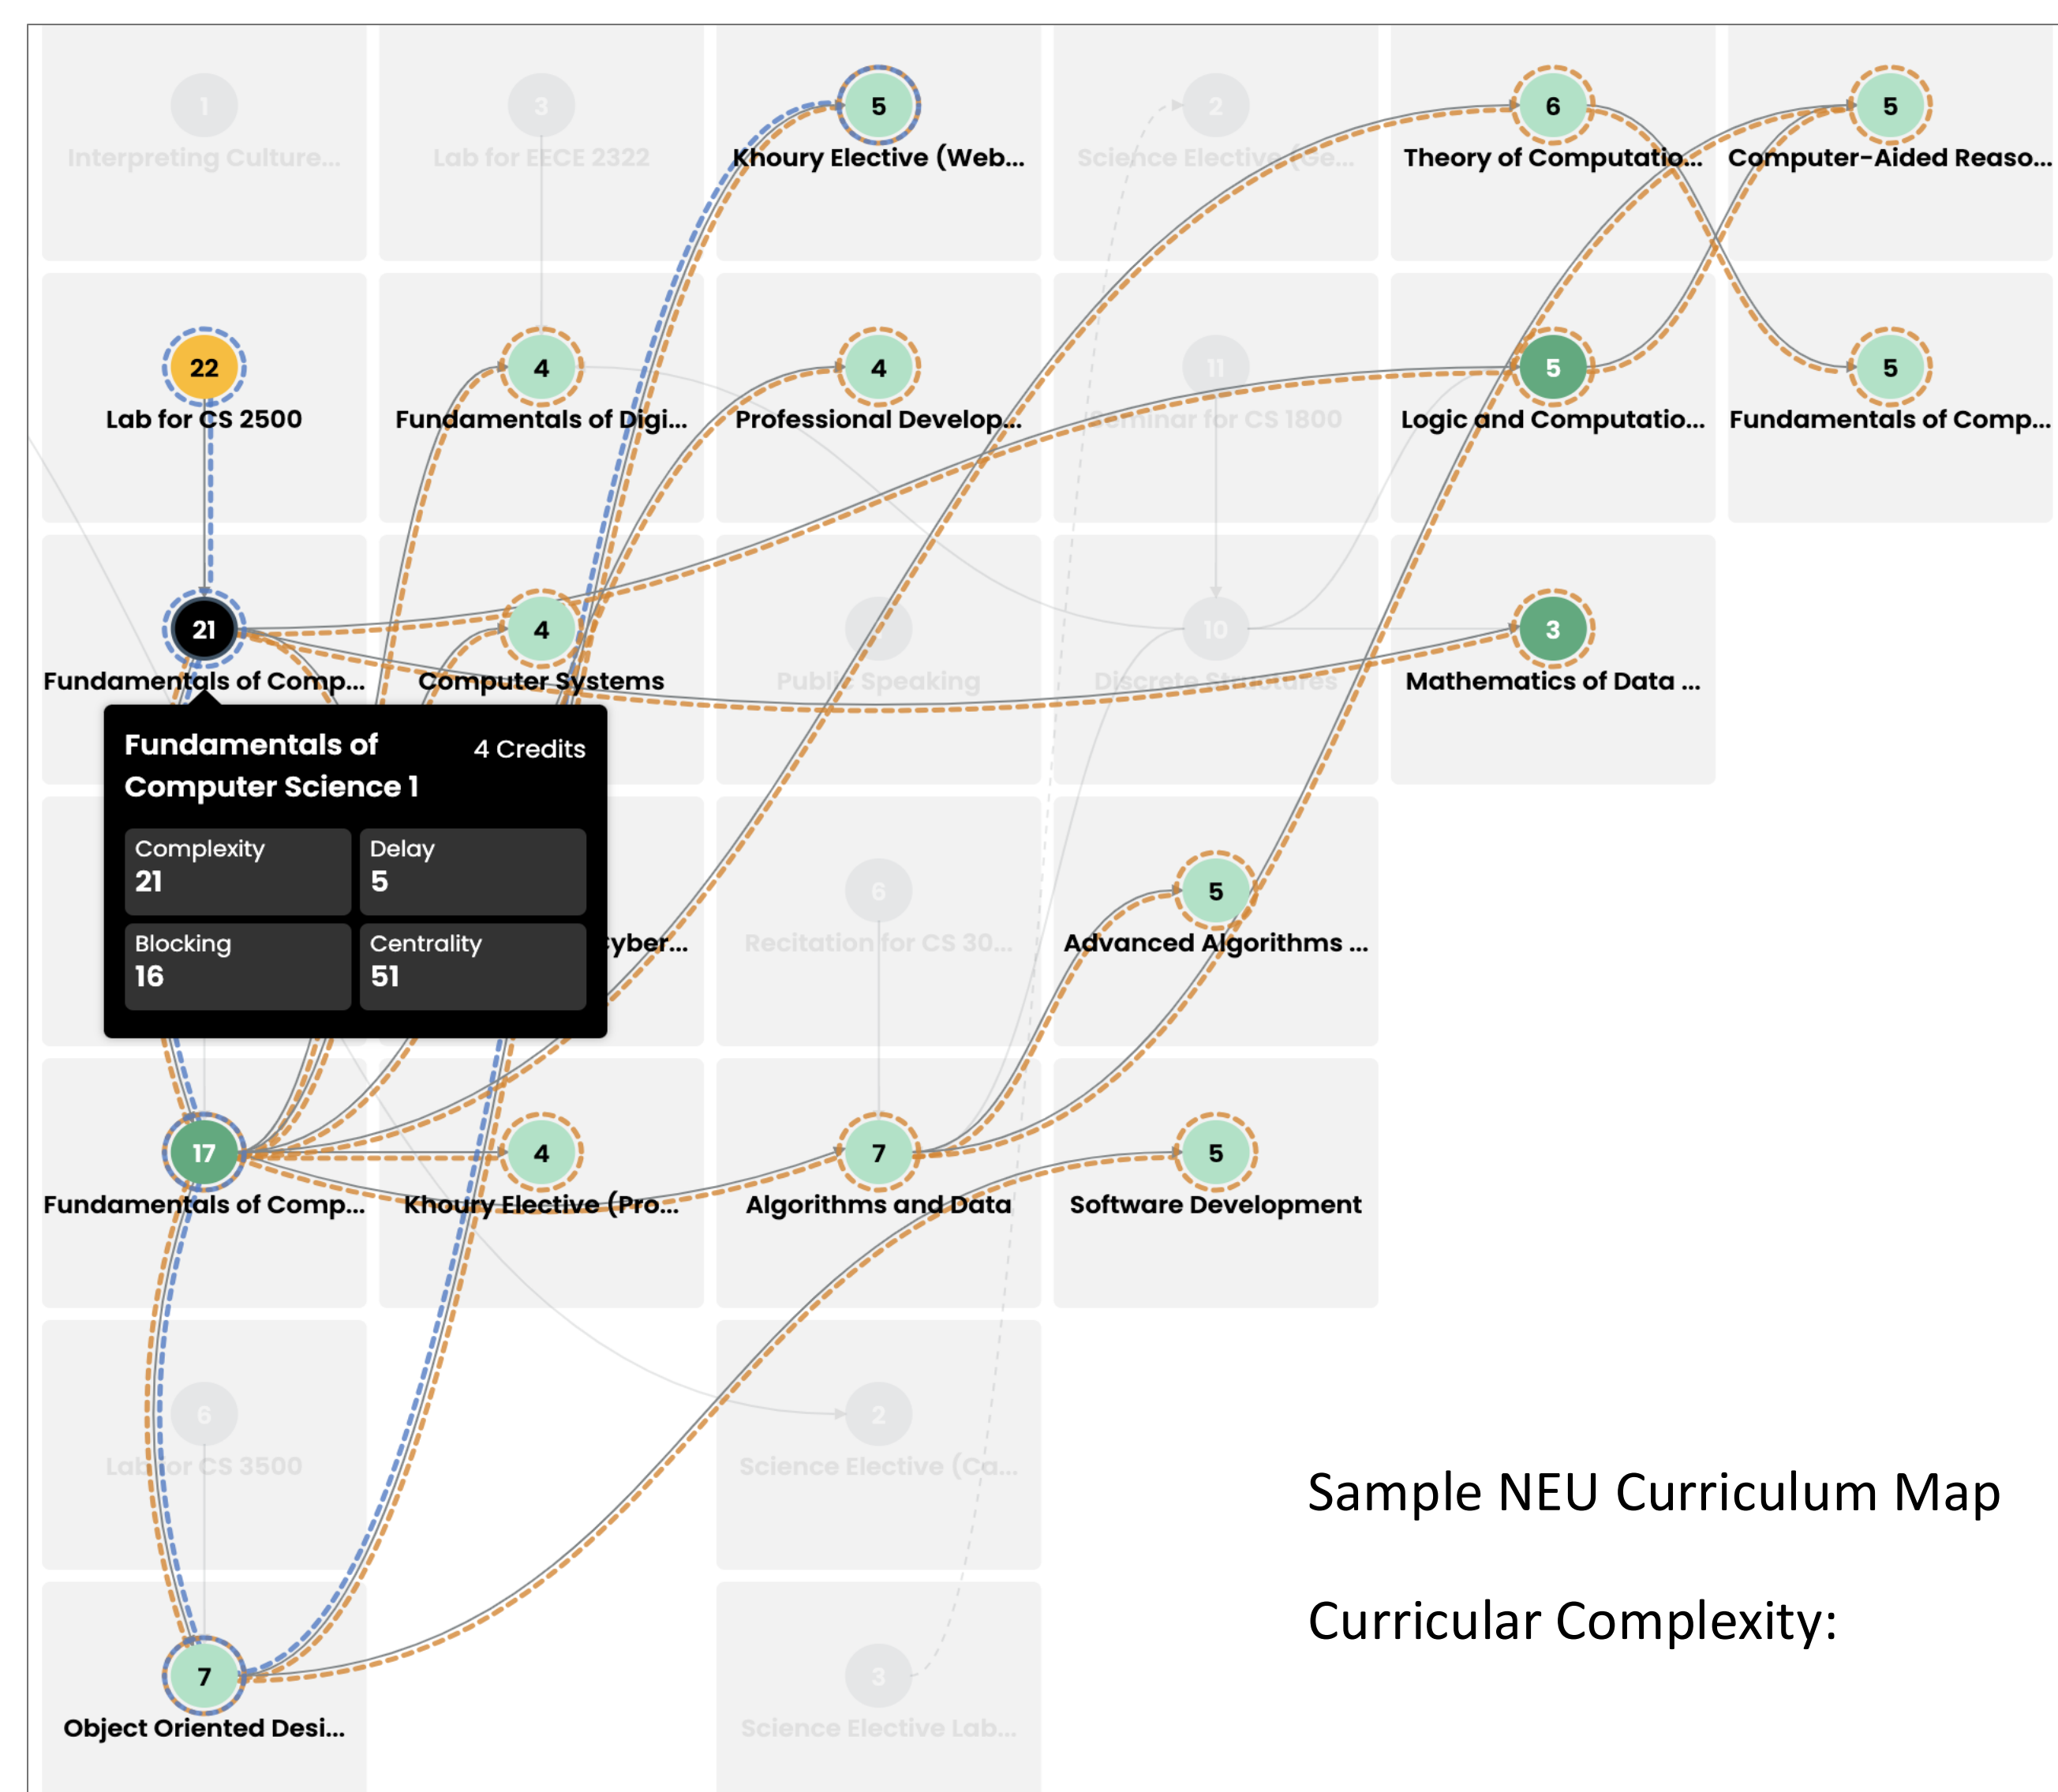 1
Interpreting Culture...
3
Lab for EECE 2322
5
Khoury Elective (Web...
2
Science Elective (Ge...
6
Theory of Computatio...
5
Computer-Aided Reaso...
22
Lab for CS 2500
4
Fundamentals of Digi...
4
Professional Develop...
11
Seminar for CS 1800
5
Logic and Computatio...
5
Fundamentals of Comp...
21
Fundamentals of Comp...
4
Computer Systems
Public Speaking
10
Discrete Structures
3
Mathematics of Data ...
Fundamentals of
Computer Science 1
4 Credits
Complexity
21
Delay
5
Blocking
16
Centrality
51
Cyber...
6
Recitation for CS 30...
5
Advanced Algorithms ...
17
Fundamentals of Comp...
4
Khoury Elective (Pro...
7
Algorithms and Data
5
Software Development
6
Lab for CS 3500
2
Science Elective (Ca...
Sample NEU Curriculum Map
Curricular Complexity:
7
Object Oriented Desi...
3
Science Elective Lab...